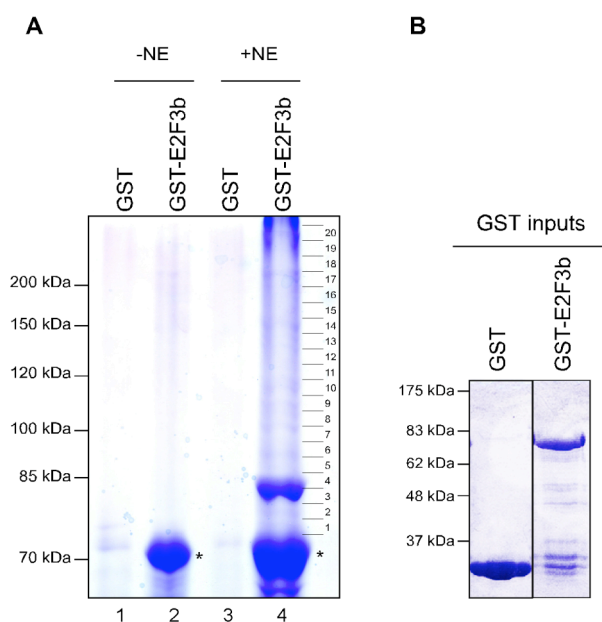 A
-NE
+NE
GST
GST-E2F3b
GST
GST-E2F3b
200 kDa
150 kDa
120 kDa
100 kDa
85 kDa
70 kDa
20
19
18
17
16
15
14
13
12
11
10
9
8
7
6
5
4
3
2
1
*
*
1
2
3
4
B
GST inputs
GST
GST-E2F3b
175 kDa
83 kDa
62 kDa
48 kDa
37 kDa